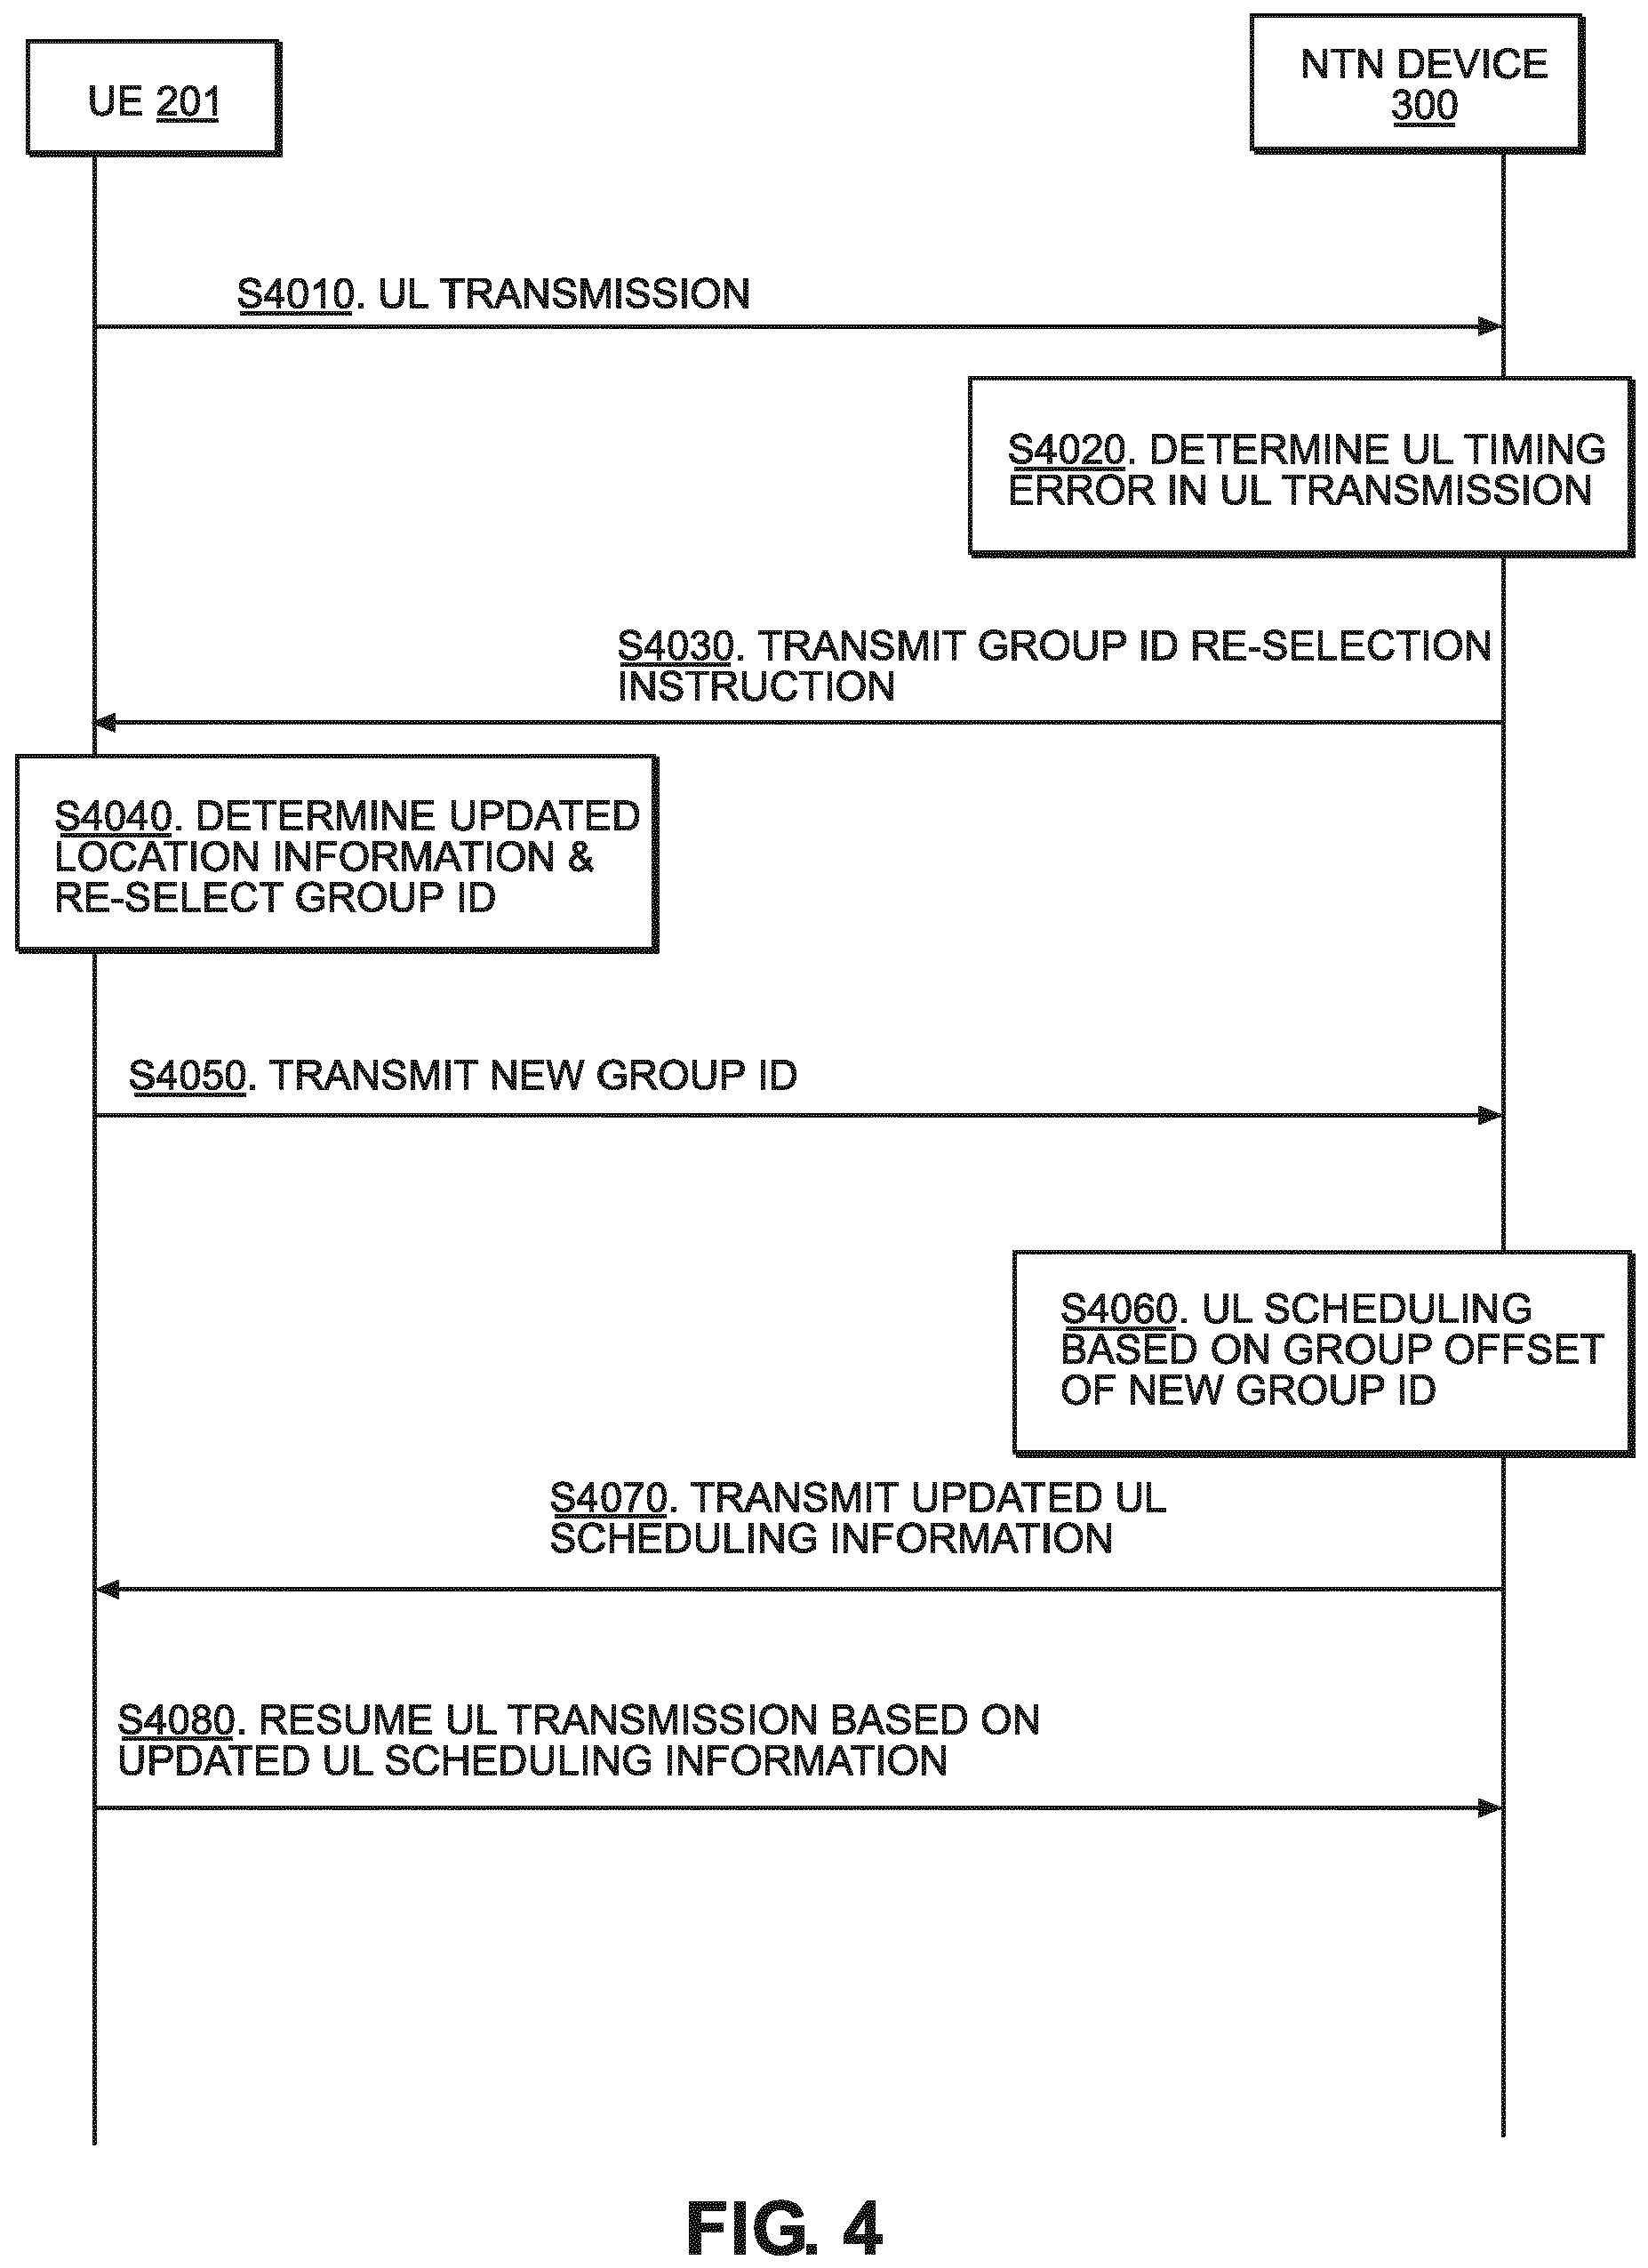 UE 201
NTN DEVICE
300
S4010. UL TRANSMISSION
S4020. DETERMINE UL TIMING
ERROR IN UL TRANSMISSION
S4030. TRANSMIT GROUP ID RE-SELECTION
INSTRUCTION
S4040. DETERMINE UPDATED
LOCATION INFORMATION &
RE-SELECT GROUP ID
S4050. TRANSMIT NEW GROUP ID
S4060. UL SCHEDULING
BASED ON GROUP OFFSET
OF NEW GROUP ID
S4070. TRANSMIT UPDATED UL
SCHEDULING INFORMATION
S4080. RESUME UL TRANSMISSION BASED ON
UPDATED UL SCHEDULING INFORMATION
FIG. 4